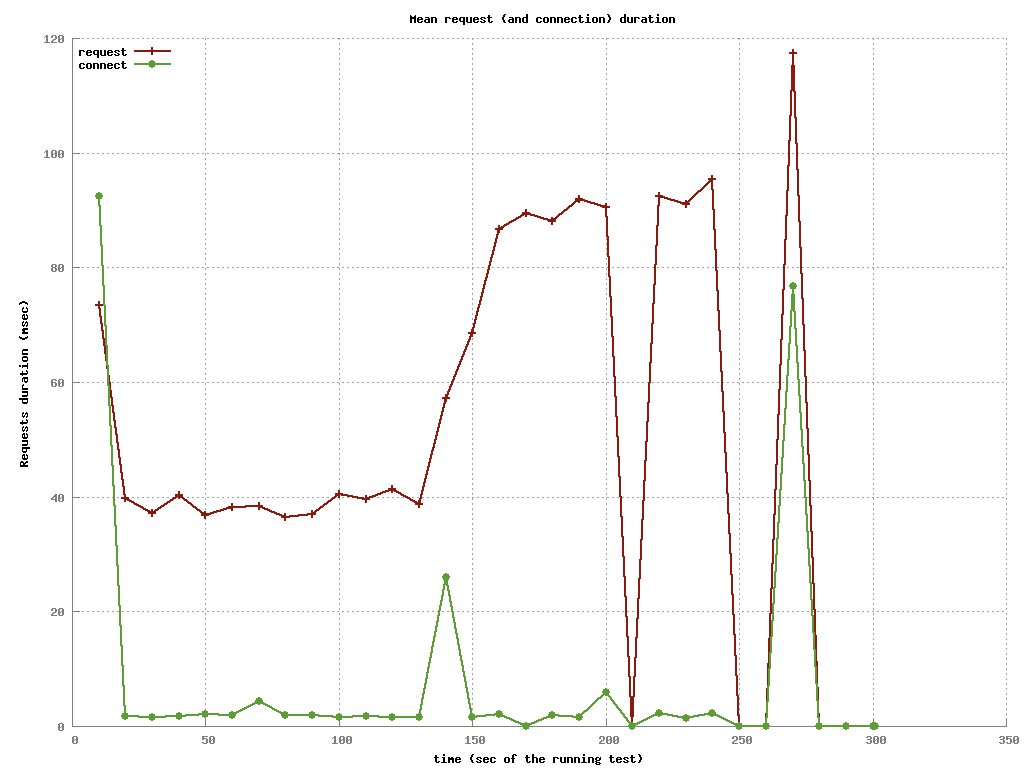 Mean request (and connection) duration
120
100
80
60
40
20
0
request
connect
Requests duration (msec)
0 50 100 150 200 250 300 350
time (sec of the running test)